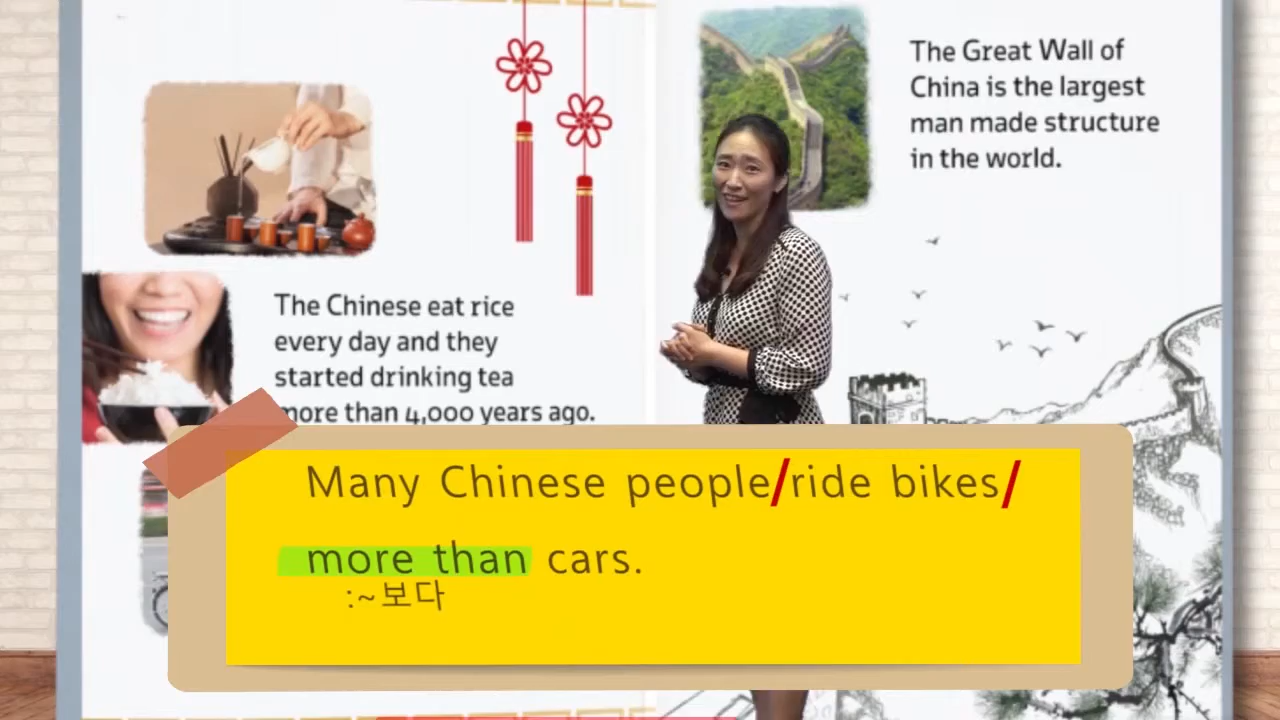 The Chinese eat rice
every day and they
started drinking tea
more than 4,000 years ago.
The Great Wall of
China is the largest
man made structure
in the world.
Many Chinese people/ride bikes/
more than cars.
:~보다